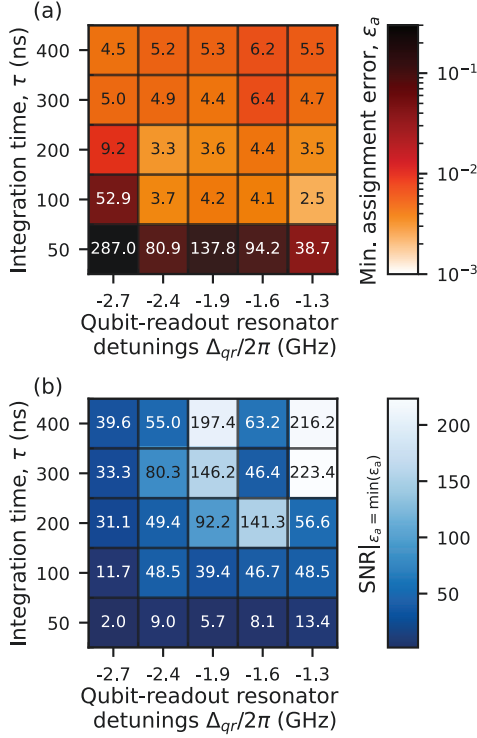 (a)
400 4.5 5.2 5.3 6.2 5.5
300 5.0 4.9 4.4 6.4 4.7
200 9.2 3.3 3.6 4.4 3.5
100 52.9 3.7 4.2 4.1 2.5
50 287.0 80.9 137.8 94.2 38.7
-2.7 -2.4 -1.9 -1.6 -1.3
Integration time, τ (ns)
Qubit-readout resonator
detunings Δ_{qr}/2π (GHz)
Min. assignment error, ε_a
10^{-1}
10^{-2}
10^{-3}
(b)
400 39.6 55.0 197.4 63.2 216.2
300 33.3 80.3 146.2 46.4 223.4
200 31.1 49.4 92.2 141.3 56.6
100 11.7 48.5 39.4 46.7 48.5
50 2.0 9.0 5.7 8.1 13.4
-2.7 -2.4 -1.9 -1.6 -1.3
Integration time, τ (ns)
Qubit-readout resonator
detunings Δ_{qr}/2π (GHz)
SNR|_{ε_a = min(ε_a)}
200
150
100
50